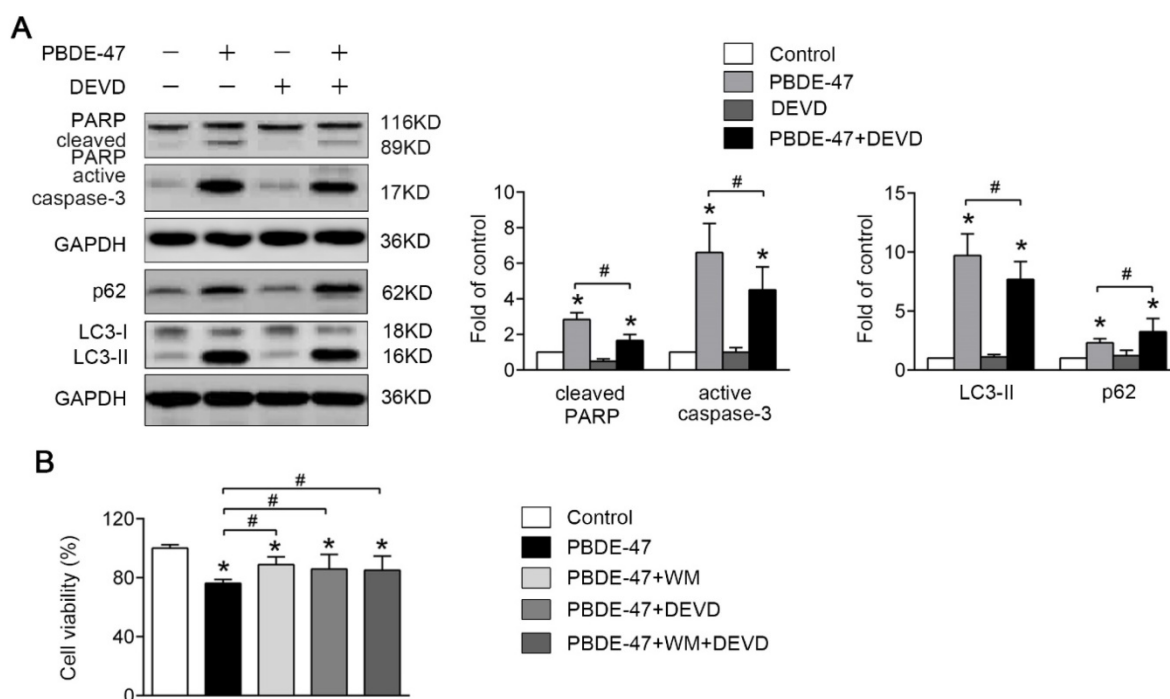 A
PBDE-47 − + − +
DEVD − − + +
PARP 116KD
cleaved 89KD
PARP
active
caspase-3 17KD
GAPDH 36KD
p62 62KD
LC3-I 18KD
LC3-II 16KD
GAPDH 36KD
Control
PBDE-47
DEVD
PBDE-47+DEVD
Fold of control
10
8
6
4
2
0
* # * * # *
cleaved
PARP
active
caspase-3
Fold of control
15
10
5
0
* # * * # *
LC3-II p62
B
Cell viability (%)
120
80
40
0
#
#
#
* * * *
Control
PBDE-47
PBDE-47+WM
PBDE-47+DEVD
PBDE-47+WM+DEVD